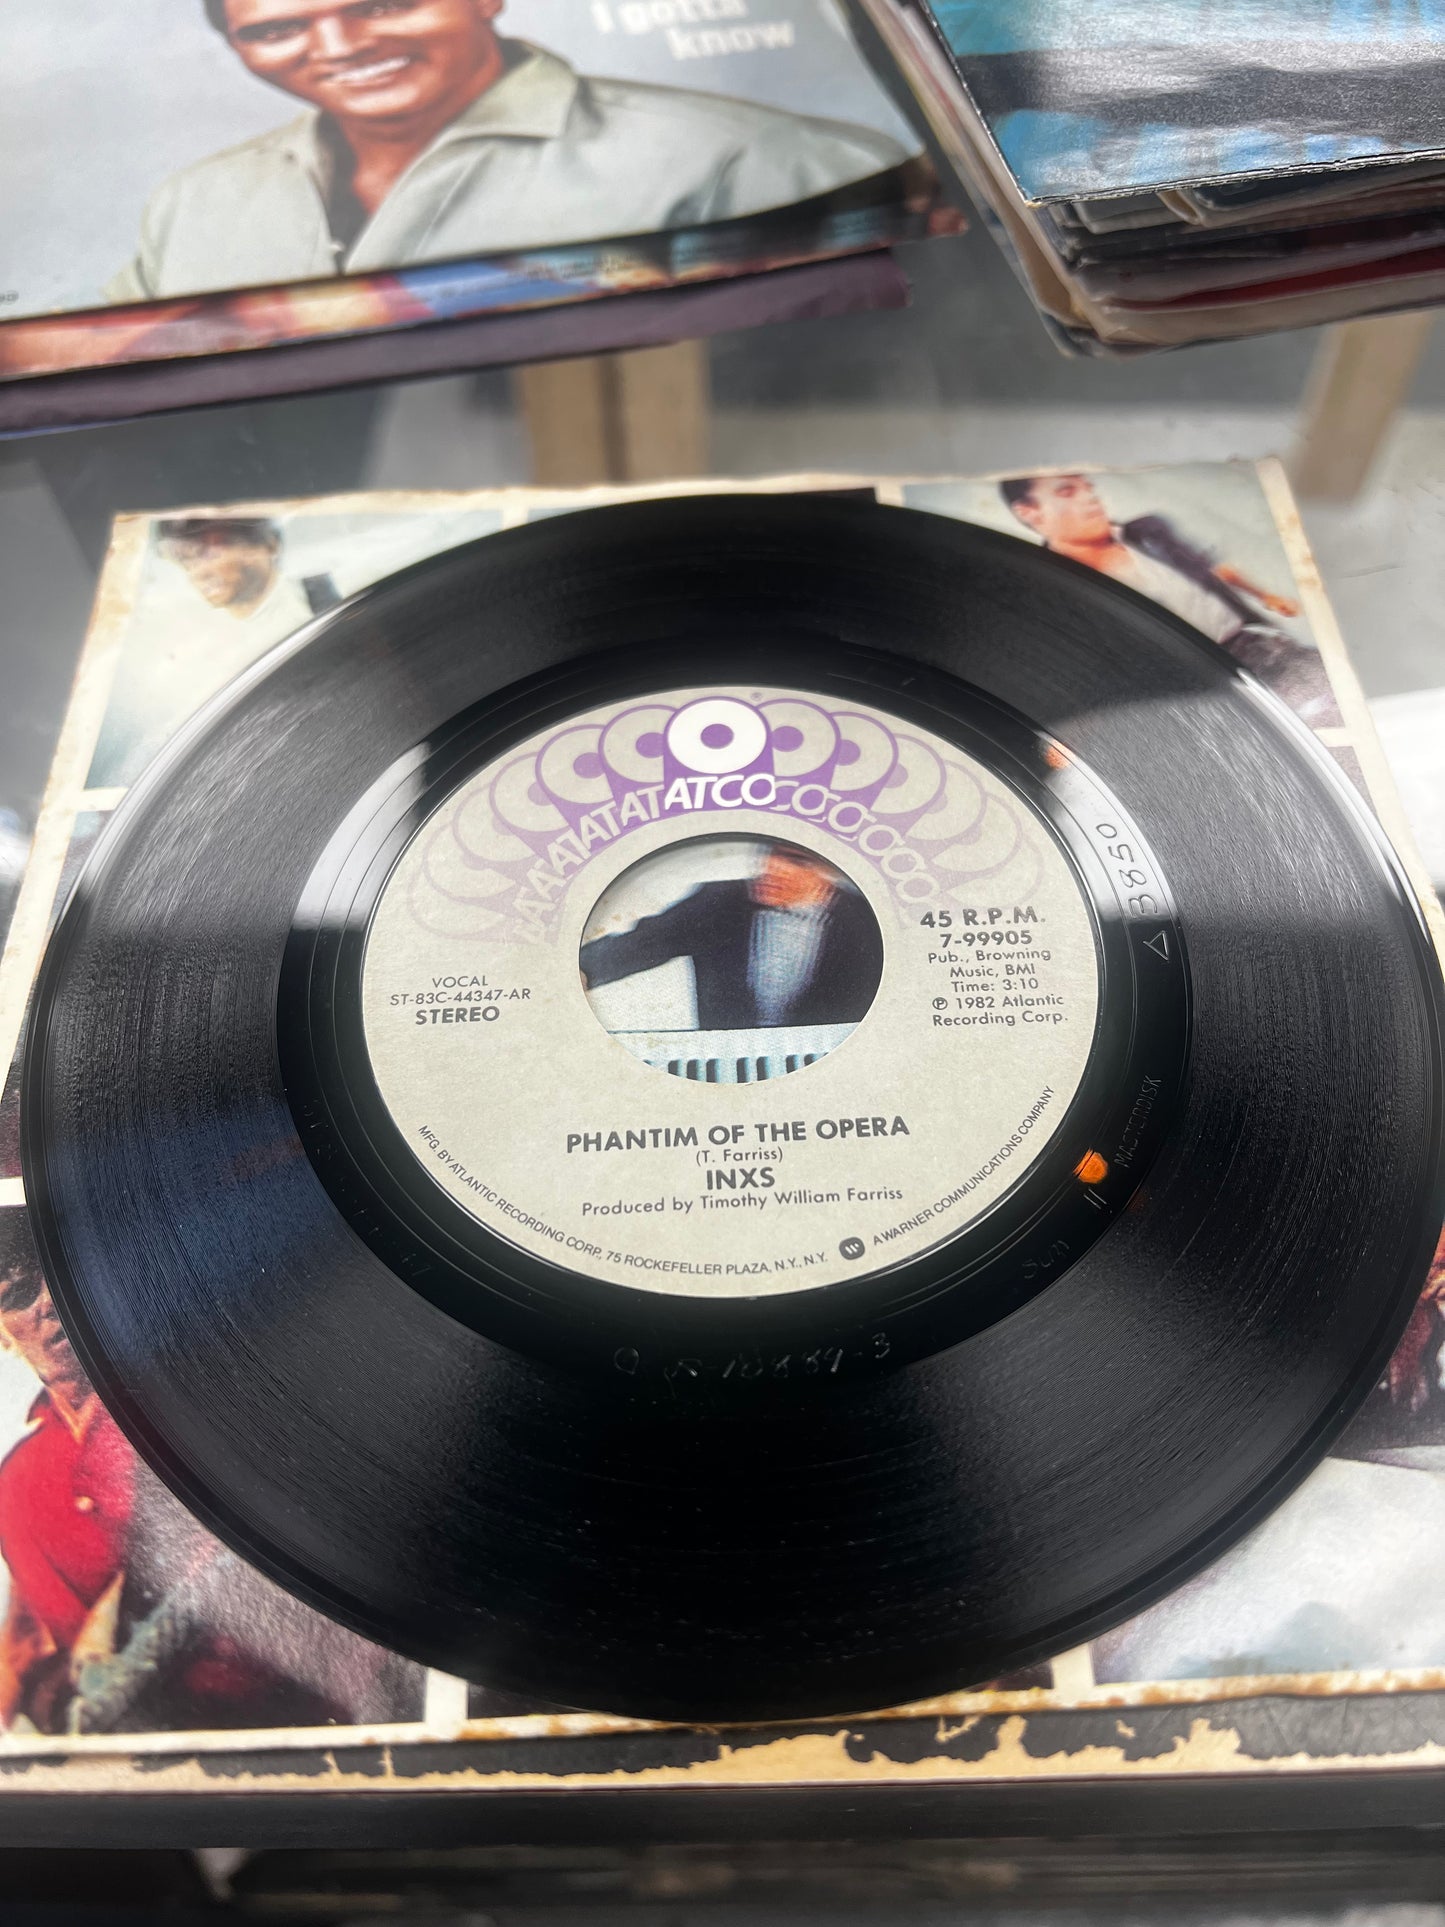 i gotta
know
ATCO
®
45 R.P.M.
7-99905
Pub., Browning
Music, BMI
Time: 3:10
℗ 1982 Atlantic
Recording Corp.
VOCAL
ST-83C-44347-AR
STEREO
PHANTIM OF THE OPERA
(T. Farriss)
INXS
Produced by Timothy William Farriss
MFG. BY ATLANTIC RECORDING CORP., 75 ROCKEFELLER PLAZA, N.Y., N.Y. A WARNER COMMUNICATIONS COMPANY
△3850
MASTERDISK